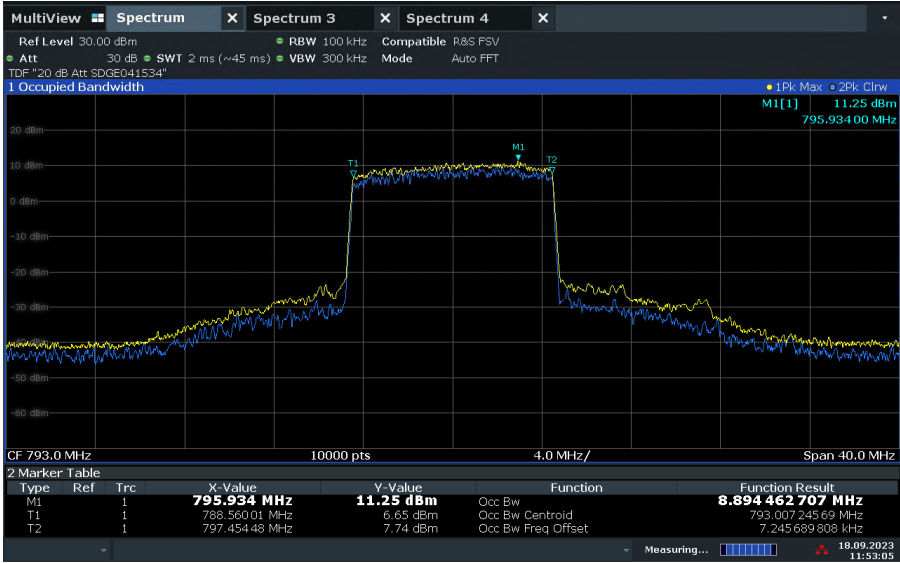 MultiView Spectrum X Spectrum 3 X Spectrum 4 X
Ref Level 30.00 dBm RBW 100 kHz Compatible R&S FSV
Att 30 dB SWT 2 ms (~45 ms) VBW 300 kHz Mode Auto FFT
TDF "20 dB Att SDGE041534"
1 Occupied Bandwidth 1Pk Max 2Pk Clrw
M1[1] 11.25 dBm
795.934 00 MHz
20 dBm
M1
T1 T2
10 dBm
0 dBm
-10 dBm
-20 dBm
-30 dBm
-40 dBm
-50 dBm
-60 dBm
CF 793.0 MHz 10000 pts 4.0 MHz/ Span 40.0 MHz
2 Marker Table
Type Ref Trc X-Value Y-Value Function Function Result
M1 1 795.934 MHz 11.25 dBm Occ Bw 8.894 462 707 MHz
T1 1 788.560 01 MHz 6.65 dBm Occ Bw Centroid 793.007 245 69 MHz
T2 1 797.454 48 MHz 7.74 dBm Occ Bw Freq Offset 7.245 689 808 kHz
Measuring... 18.09.2023
11:53:05